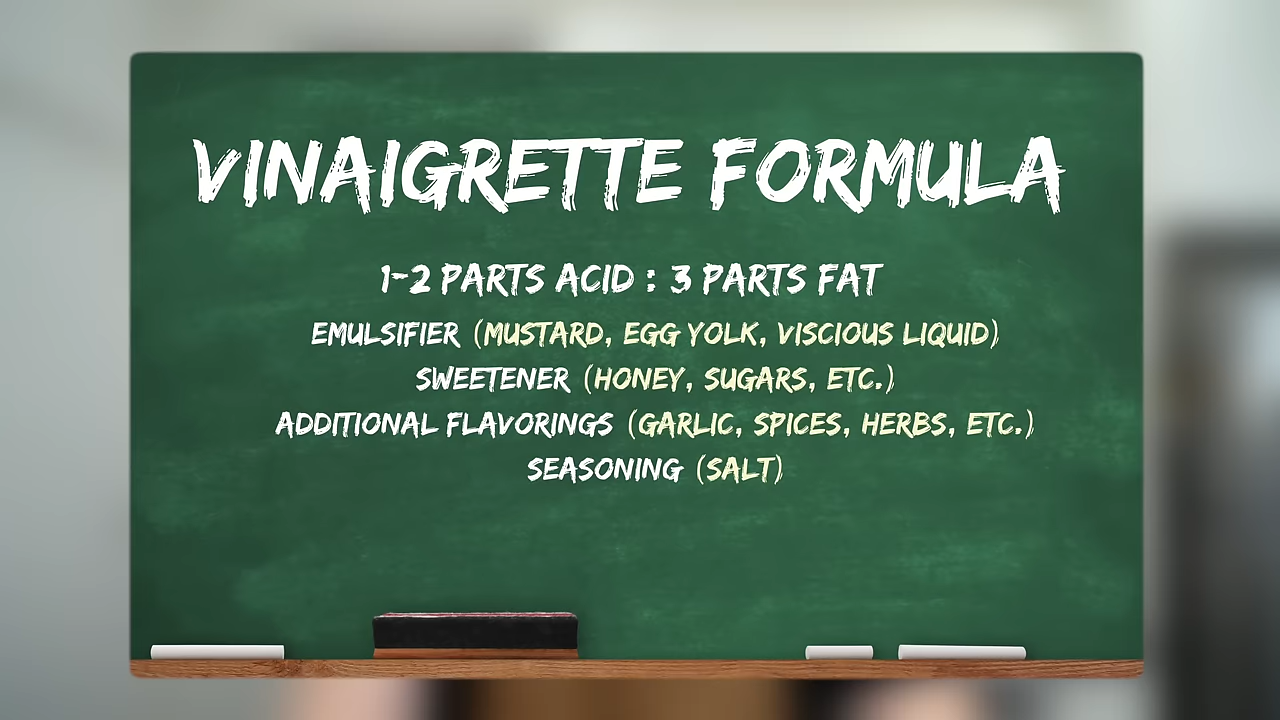 VINAIGRETTE FORMULA
1-2 PARTS ACID : 3 PARTS FAT
EMULSIFIER (MUSTARD, EGG YOLK, VISCIOUS LIQUID)
SWEETENER (HONEY, SUGARS, ETC.)
ADDITIONAL FLAVORINGS (GARLIC, SPICES, HERBS, ETC.)
SEASONING (SALT)